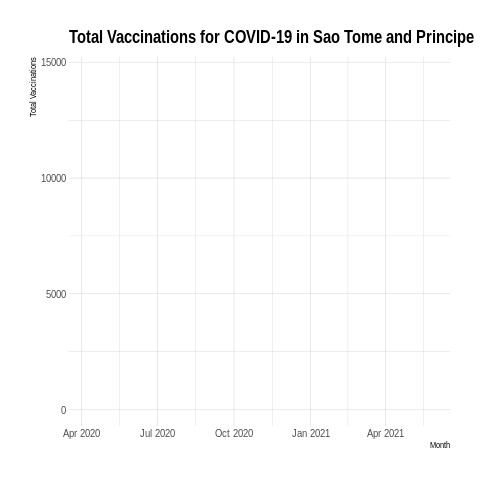 Total Vaccinations for COVID-19 in Sao Tome and Principe
Total Vaccinations
15000
10000
5000
0
Apr 2020 Jul 2020 Oct 2020 Jan 2021 Apr 2021
Month